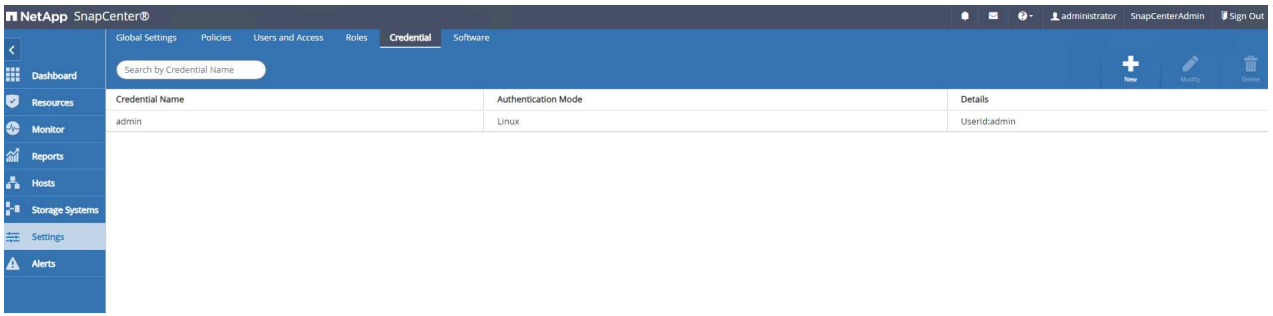 NetApp SnapCenter® administrator SnapCenterAdmin Sign Out
Global Settings Policies Users and Access Roles Credential Software
Search by Credential Name
New Modify Delete
Dashboard
Resources
Monitor
Reports
Hosts
Storage Systems
Settings
Alerts
Credential Name Authentication Mode Details
admin Linux UserId:admin